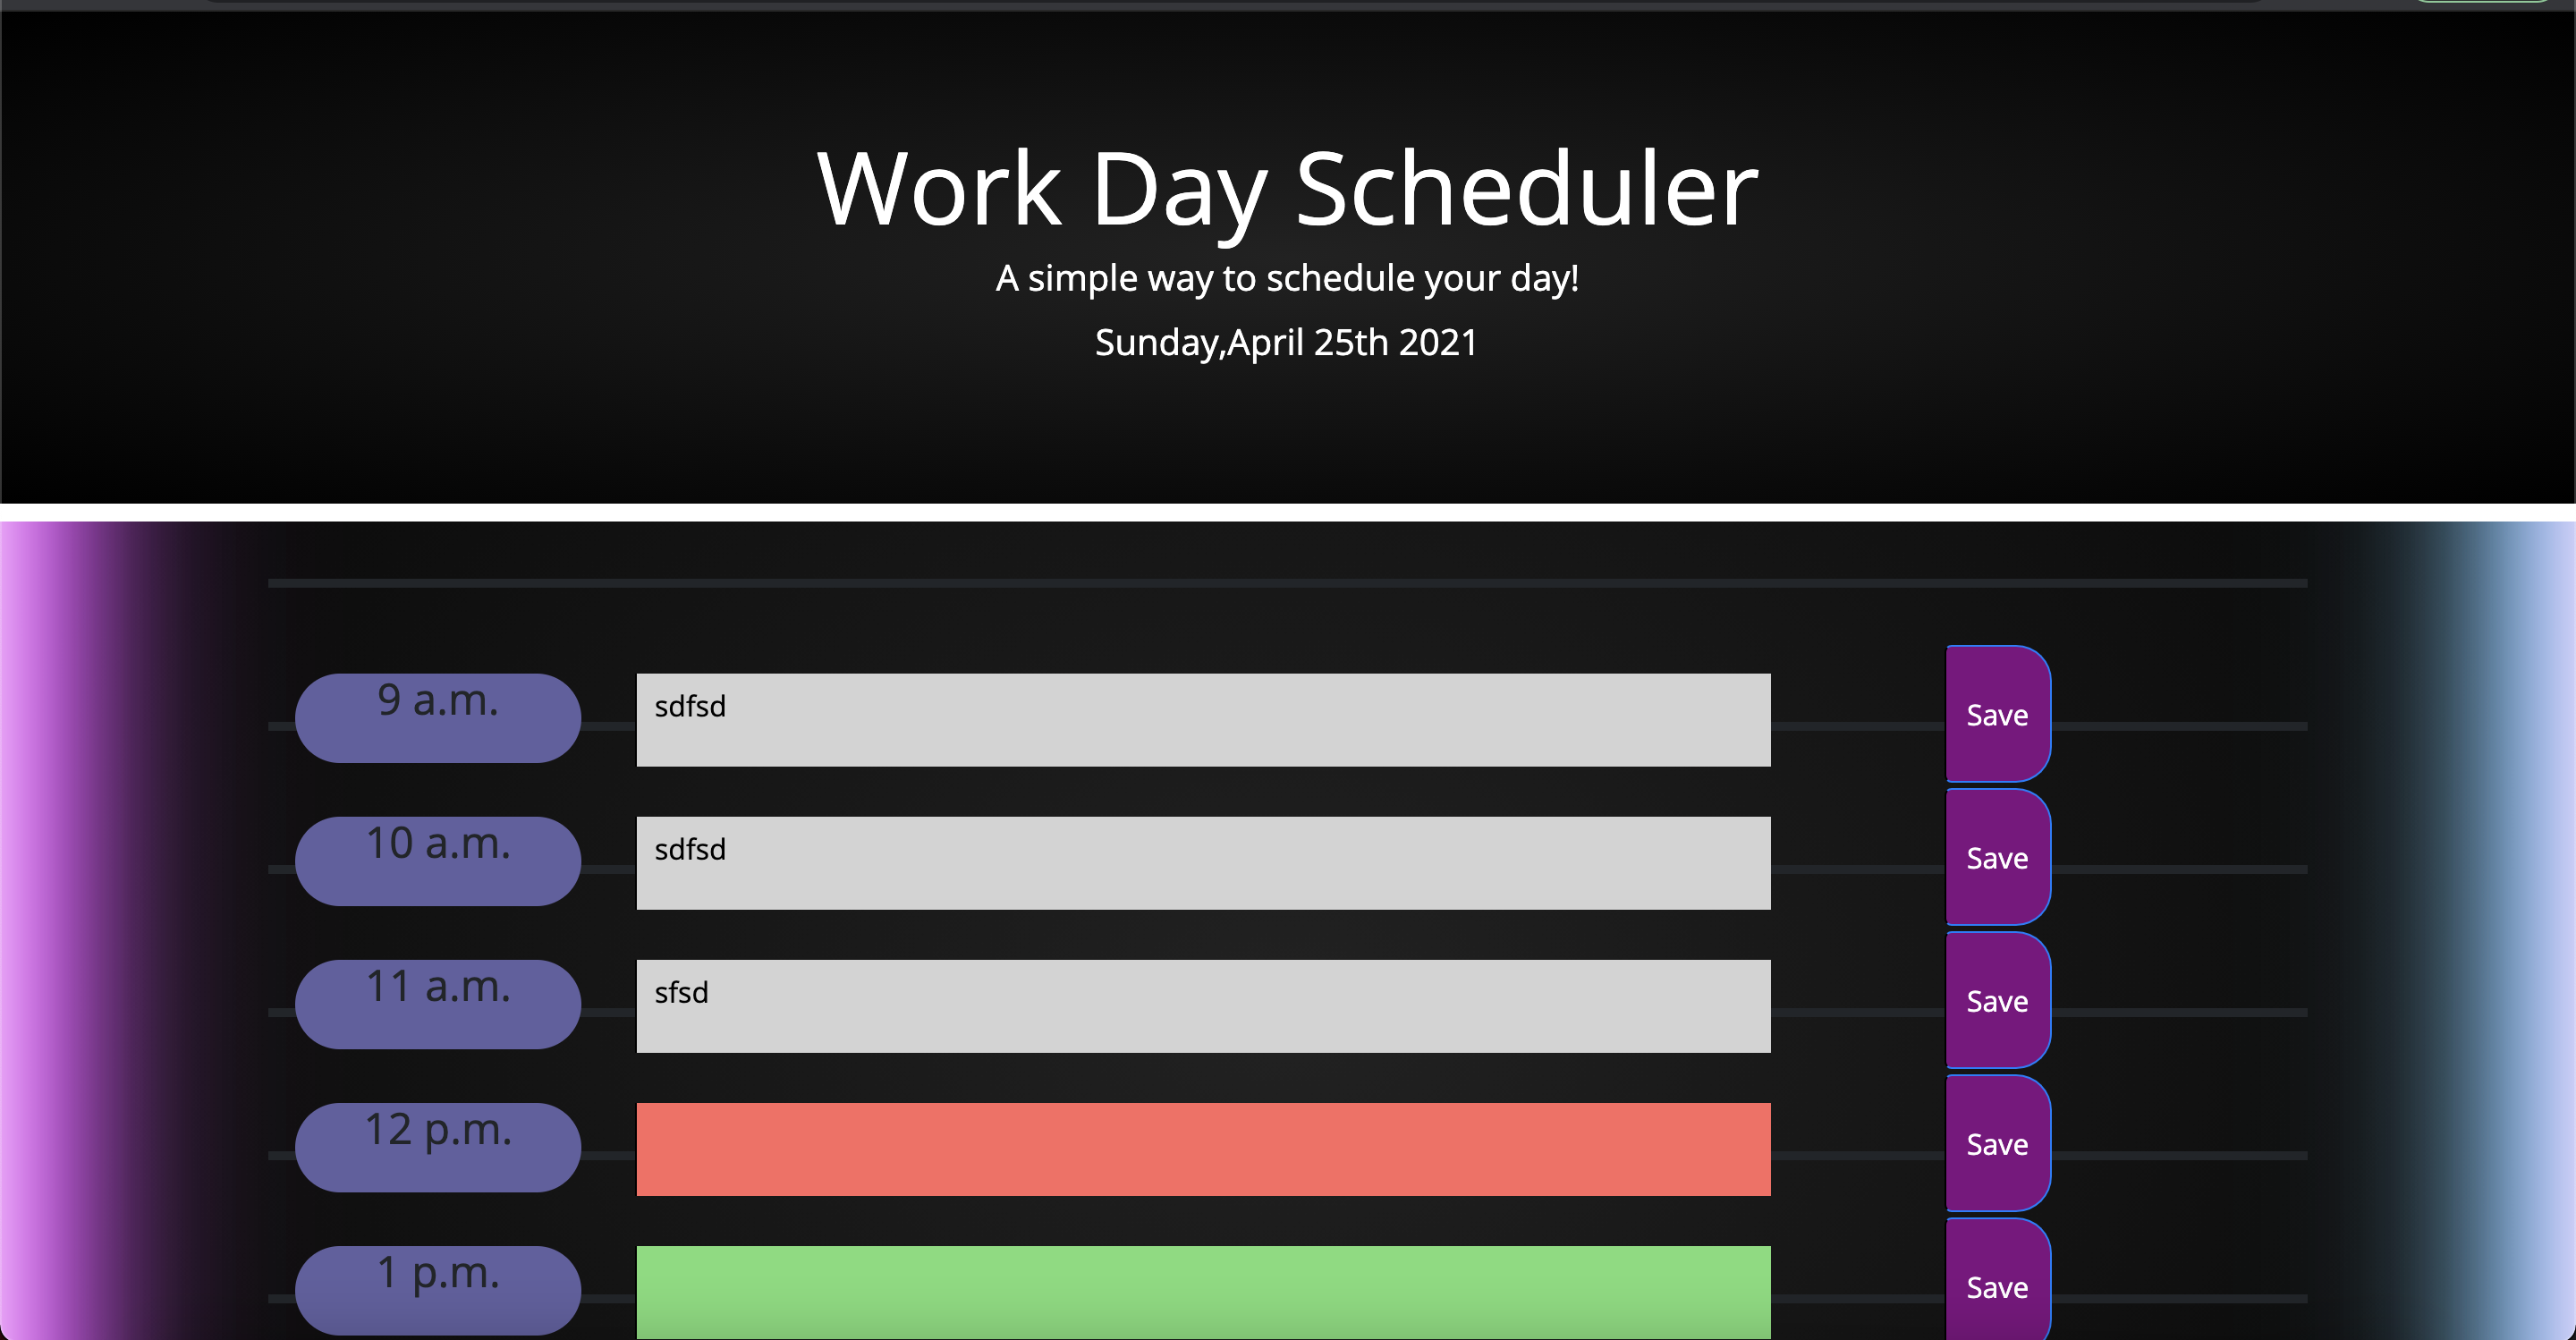 Work Day Scheduler
A simple way to schedule your day!
Sunday,April 25th 2021
9 a.m.
sdfsd
Save
10 a.m.
sdfsd
Save
11 a.m.
sfsd
Save
12 p.m.
Save
1 p.m.
Save